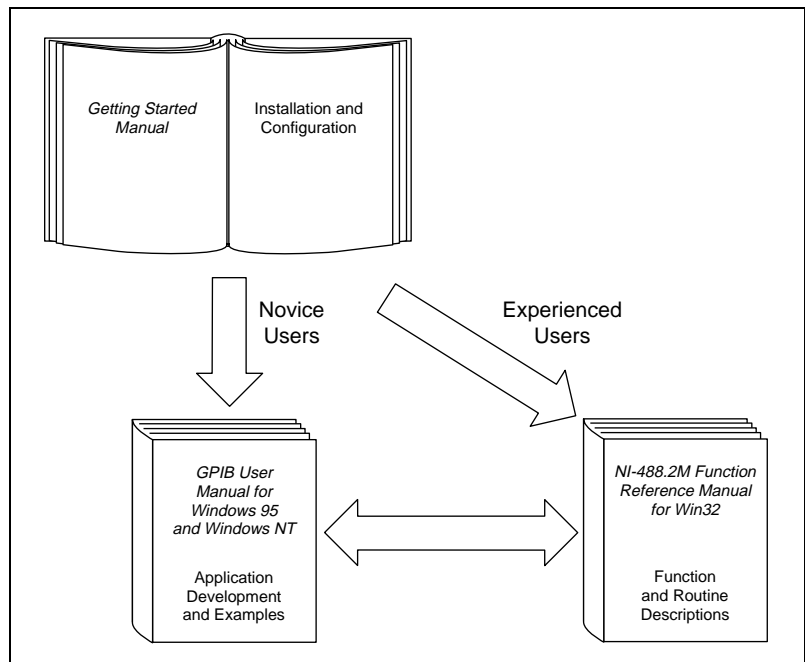 Getting Started
Manual
Installation and
Configuration
Novice
Users
Experienced
Users
GPIB User
Manual for
Windows 95
and Windows NT
Application
Development
and Examples
NI-488.2M Function
Reference Manual
for Win32
Function
and Routine
Descriptions